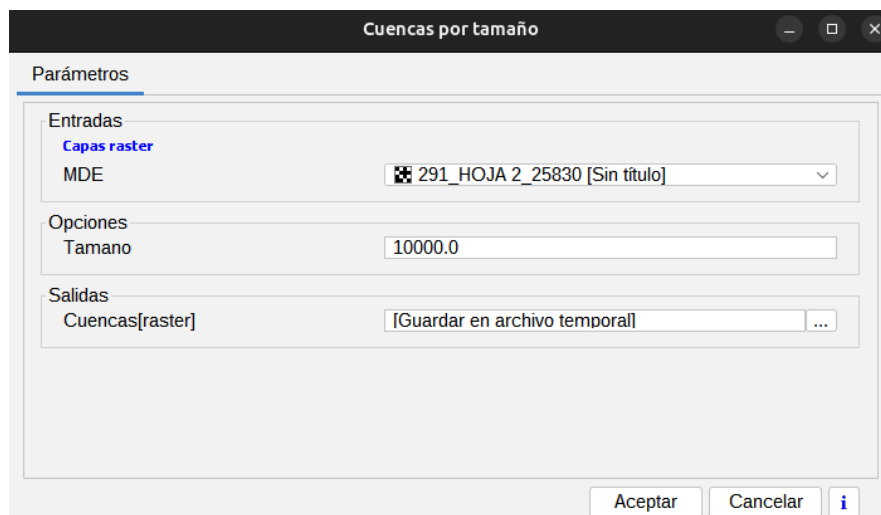 Cuencas por tamaño
Parámetros
Entradas
Capas raster
MDE
291_HOJA 2_25830 [Sin título]
Opciones
Tamano
10000.0
Salidas
Cuencas[raster]
[Guardar en archivo temporal]
...
Aceptar
Cancelar
i